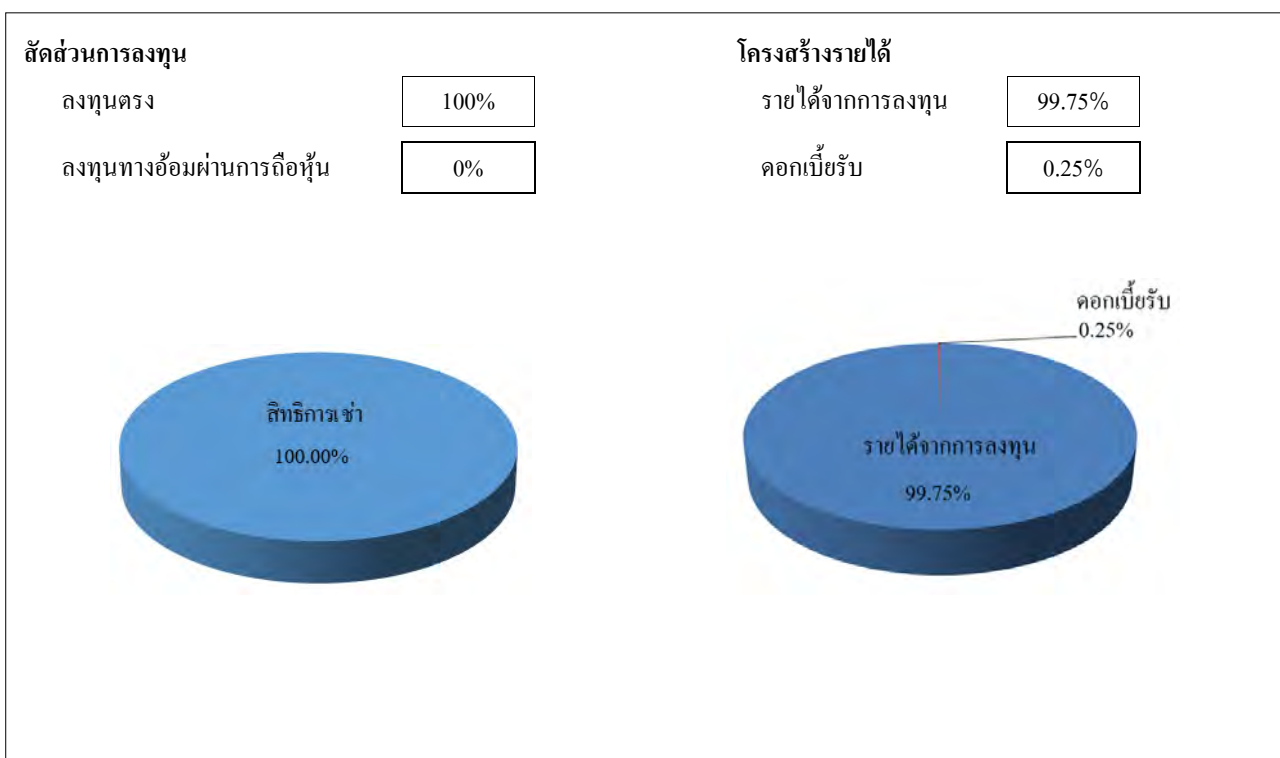 สัดส่วนการลงทุน
ลงทุนตรง 100%
ลงทุนทางอ้อมผ่านการถือหุ้น 0%
สิทธิการเช่า
100.00%
โครงสร้างรายได้
รายได้จากการลงทุน 99.75%
ดอกเบี้ยรับ 0.25%
ดอกเบี้ยรับ
0.25%
รายได้จากการลงทุน
99.75%